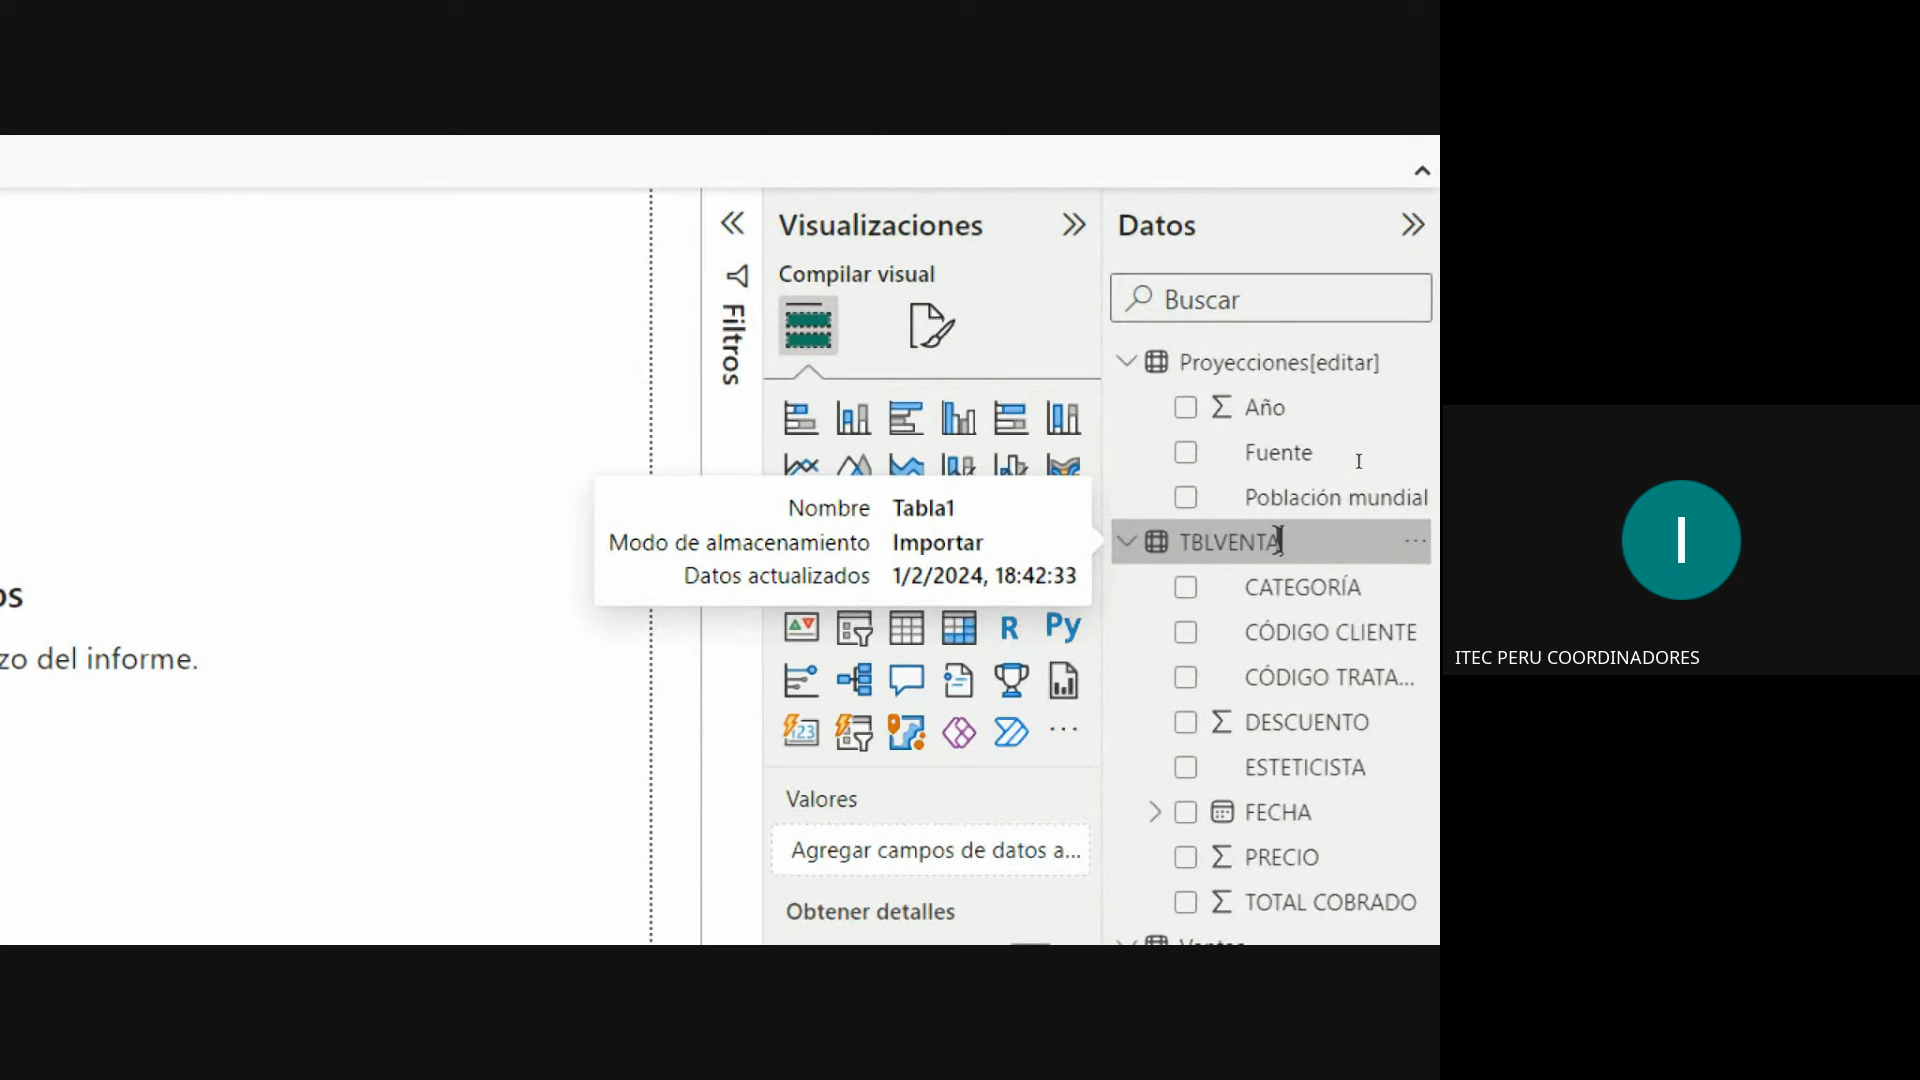 Visualizaciones
Datos
Compilar visual
Buscar
Filtros
Proyecciones[editar]
Año
Fuente
Población mundial
Nombre Tabla1
Modo de almacenamiento Importar
Datos actualizados 1/2/2024, 18:42:33
TBLVENTA
CATEGORÍA
CÓDIGO CLIENTE
CÓDIGO TRATA...
DESCUENTO
ESTETICISTA
FECHA
PRECIO
TOTAL COBRADO
R
Py
123
os
zo del informe.
Valores
Agregar campos de datos a...
Obtener detalles
I
ITEC PERU COORDINADORES